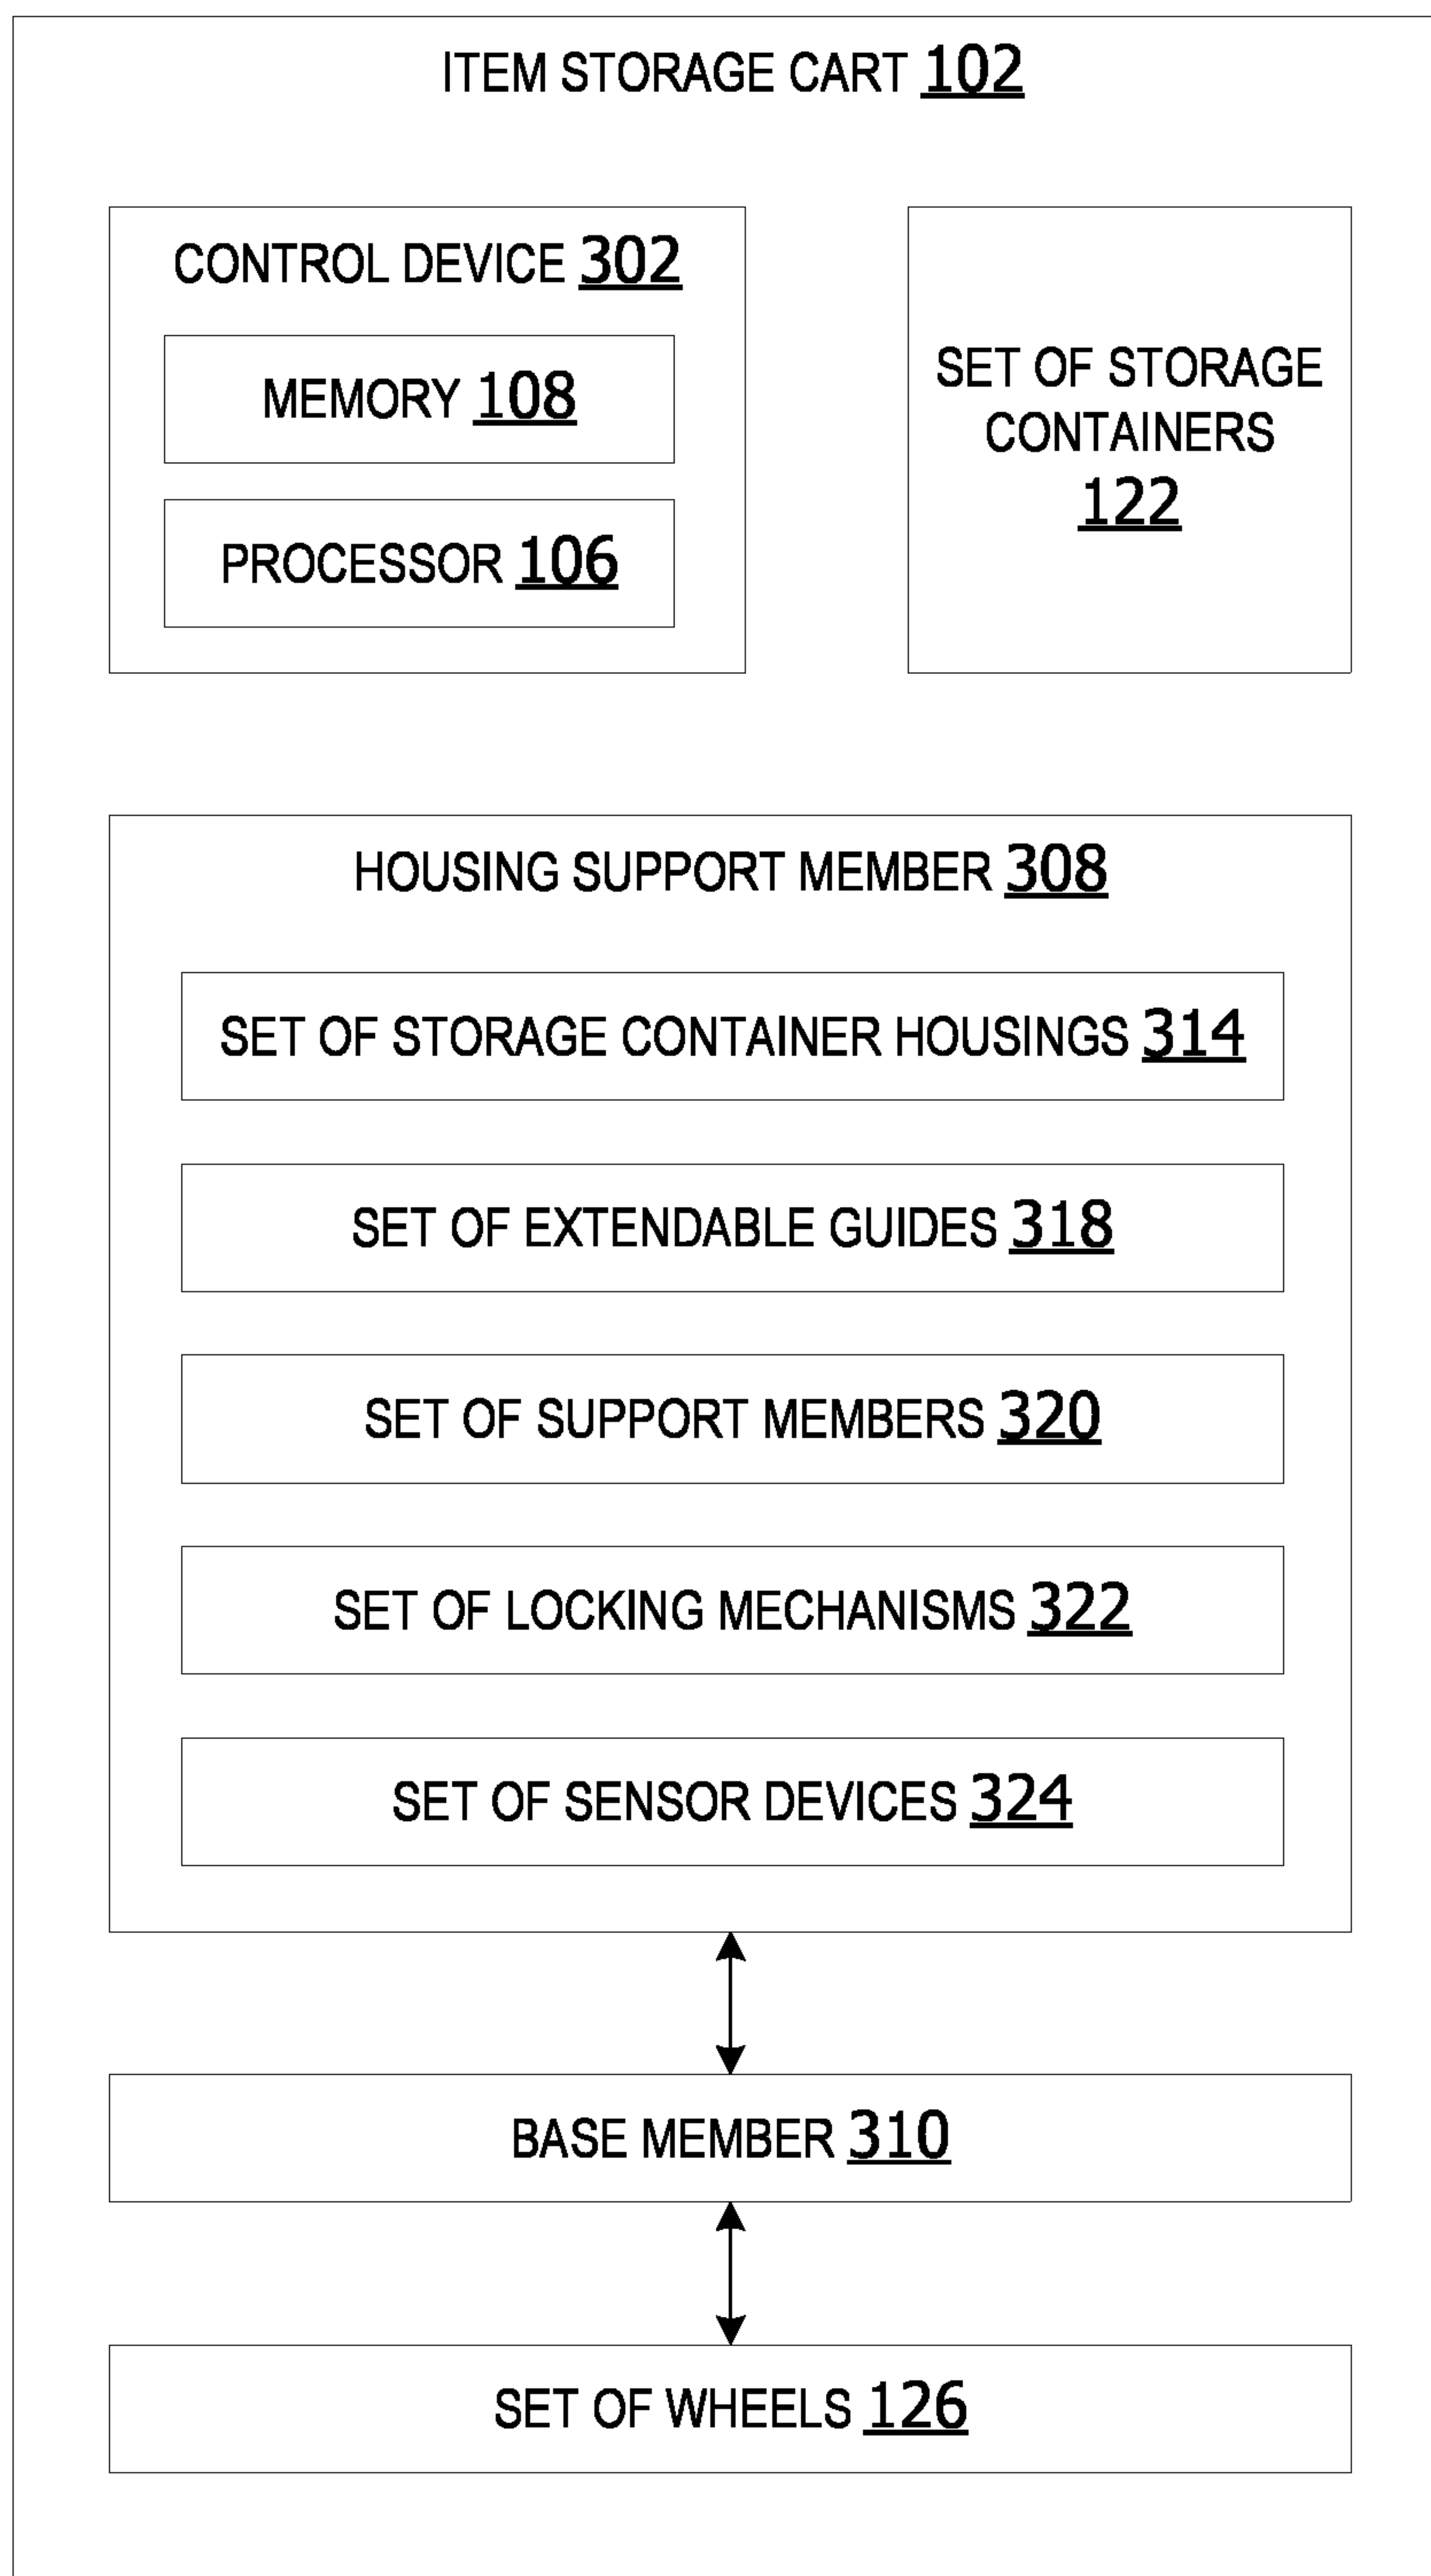 ITEM STORAGE CART 102
CONTROL DEVICE 302
MEMORY 108
PROCESSOR 106
SET OF STORAGE
CONTAINERS
122
HOUSING SUPPORT MEMBER 308
SET OF STORAGE CONTAINER HOUSINGS 314
SET OF EXTENDABLE GUIDES 318
SET OF SUPPORT MEMBERS 320
SET OF LOCKING MECHANISMS 322
SET OF SENSOR DEVICES 324
BASE MEMBER 310
SET OF WHEELS 126